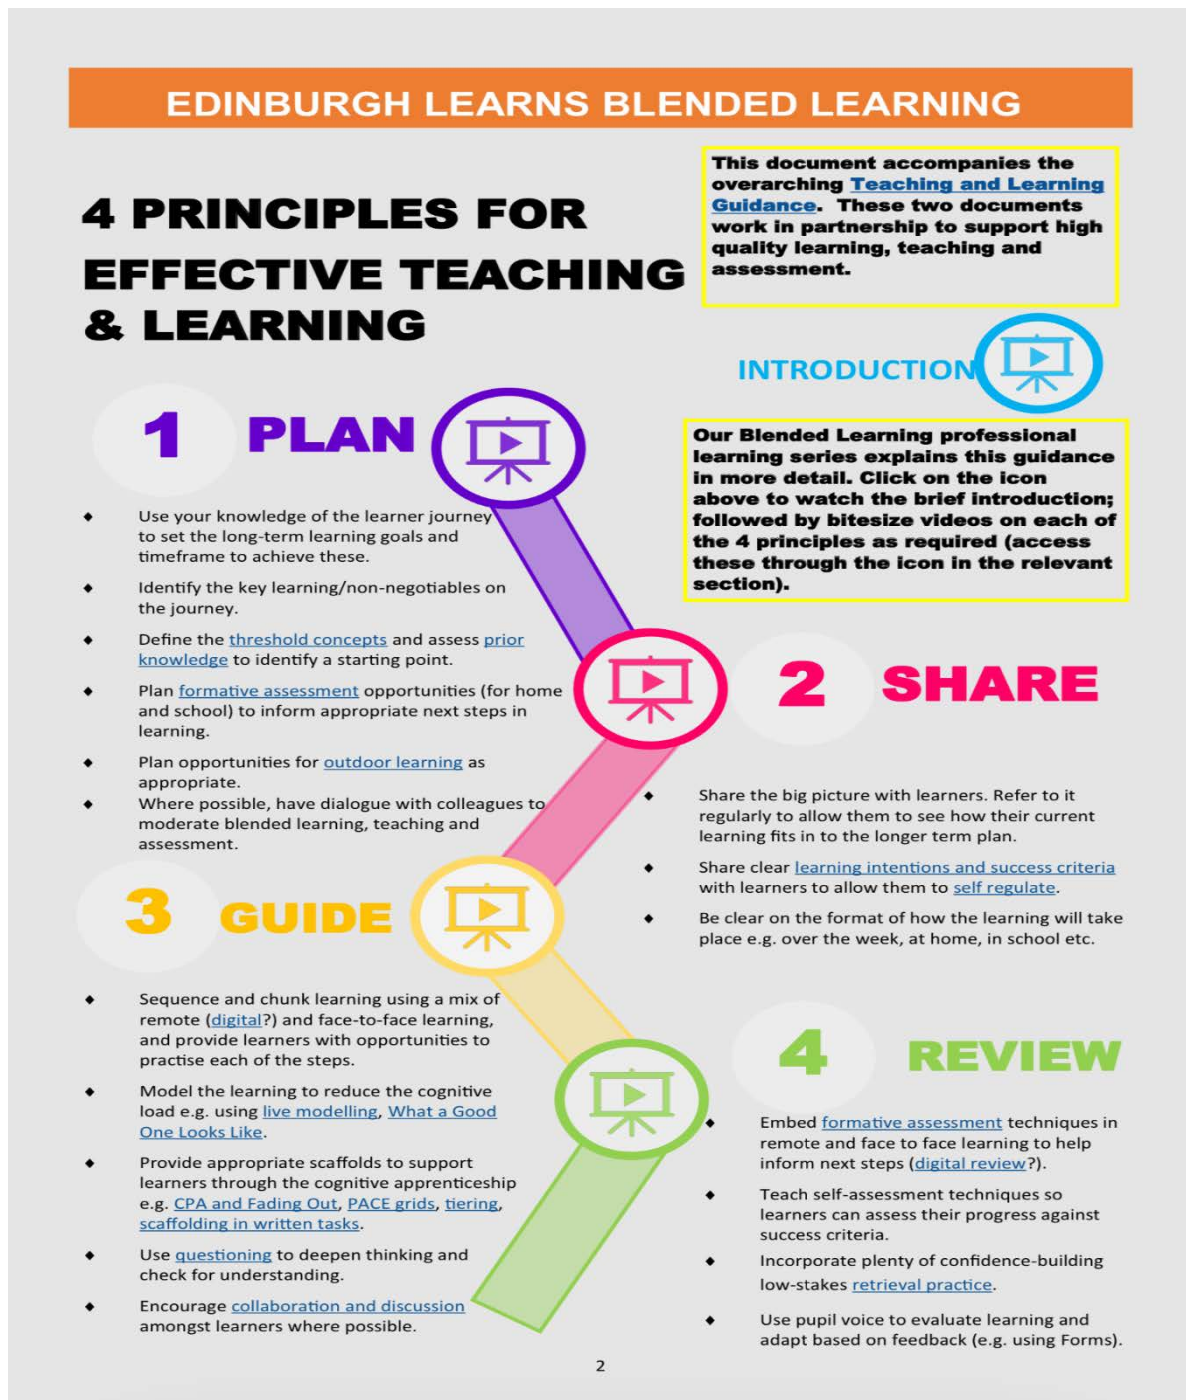 EDINBURGH LEARNS BLENDED LEARNING
4 PRINCIPLES FOR
EFFECTIVE TEACHING
& LEARNING
This document accompanies the
overarching Teaching and Learning
Guidance. These two documents
work in partnership to support high
quality learning, teaching and
assessment.
INTRODUCTION
Our Blended Learning professional
learning series explains this guidance
in more detail. Click on the icon
above to watch the brief introduction;
followed by bitesize videos on each of
the 4 principles as required (access
these through the icon in the relevant
section).
1 PLAN
◆ Use your knowledge of the learner journey
to set the long-term learning goals and
timeframe to achieve these.
◆ Identify the key learning/non-negotiables on
the journey.
◆ Define the threshold concepts and assess prior
knowledge to identify a starting point.
◆ Plan formative assessment opportunities (for home
and school) to inform appropriate next steps in
learning.
◆ Plan opportunities for outdoor learning as
appropriate.
◆ Where possible, have dialogue with colleagues to
moderate blended learning, teaching and
assessment.
2 SHARE
◆ Share the big picture with learners. Refer to it
regularly to allow them to see how their current
learning fits in to the longer term plan.
◆ Share clear learning intentions and success criteria
with learners to allow them to self regulate.
◆ Be clear on the format of how the learning will take
place e.g. over the week, at home, in school etc.
3 GUIDE
◆ Sequence and chunk learning using a mix of
remote (digital?) and face-to-face learning,
and provide learners with opportunities to
practise each of the steps.
◆ Model the learning to reduce the cognitive
load e.g. using live modelling, What a Good
One Looks Like.
◆ Provide appropriate scaffolds to support
learners through the cognitive apprenticeship
e.g. CPA and Fading Out, PACE grids, tiering,
scaffolding in written tasks.
◆ Use questioning to deepen thinking and
check for understanding.
◆ Encourage collaboration and discussion
amongst learners where possible.
4 REVIEW
◆ Embed formative assessment techniques in
remote and face to face learning to help
inform next steps (digital review?).
◆ Teach self-assessment techniques so
learners can assess their progress against
success criteria.
◆ Incorporate plenty of confidence-building
low-stakes retrieval practice.
◆ Use pupil voice to evaluate learning and
adapt based on feedback (e.g. using Forms).
2